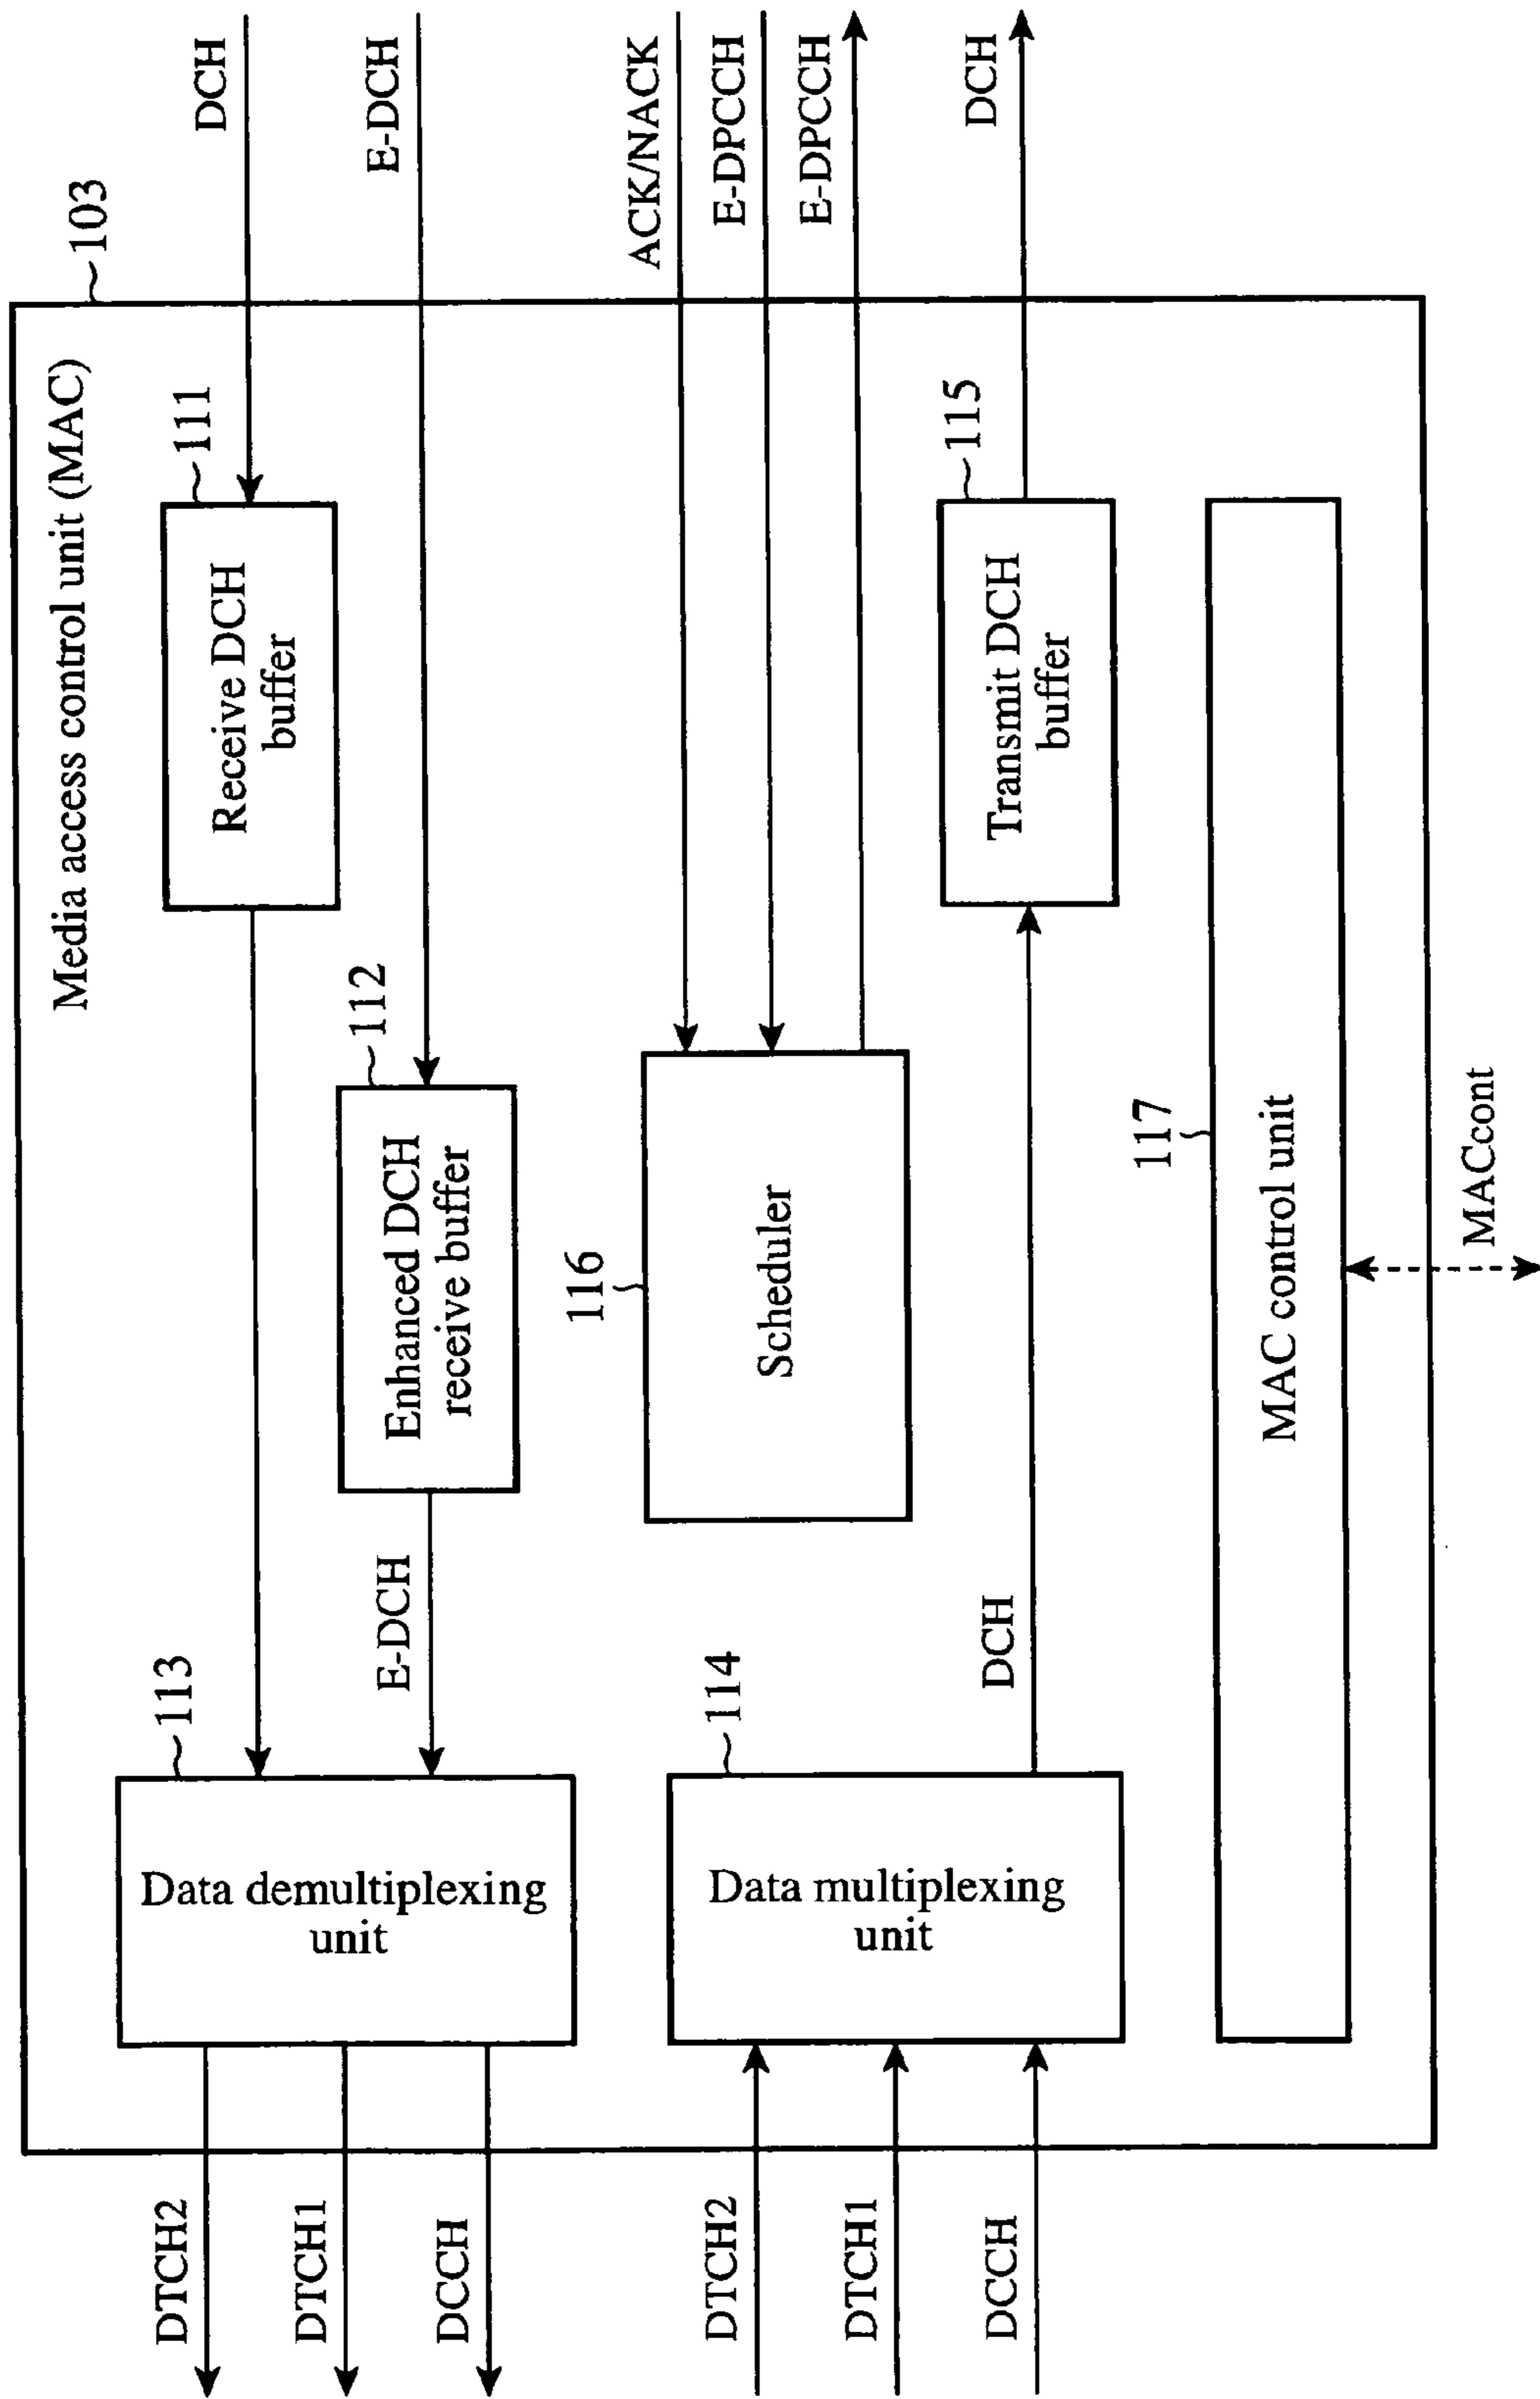 103
Media access control unit (MAC)
DTCH2
DTCH1
DCCH
113
Data demultiplexing
unit
111
Receive DCH
buffer
DCH
E-DCH
112
Enhanced DCH
receive buffer
E-DCH
116
Scheduler
ACK/NACK
E-DPCCH
E-DPCCH
DTCH2
DTCH1
DCCH
114
Data multiplexing
unit
DCH
115
Transmit DCH
buffer
DCH
117
MAC control unit
MACcont